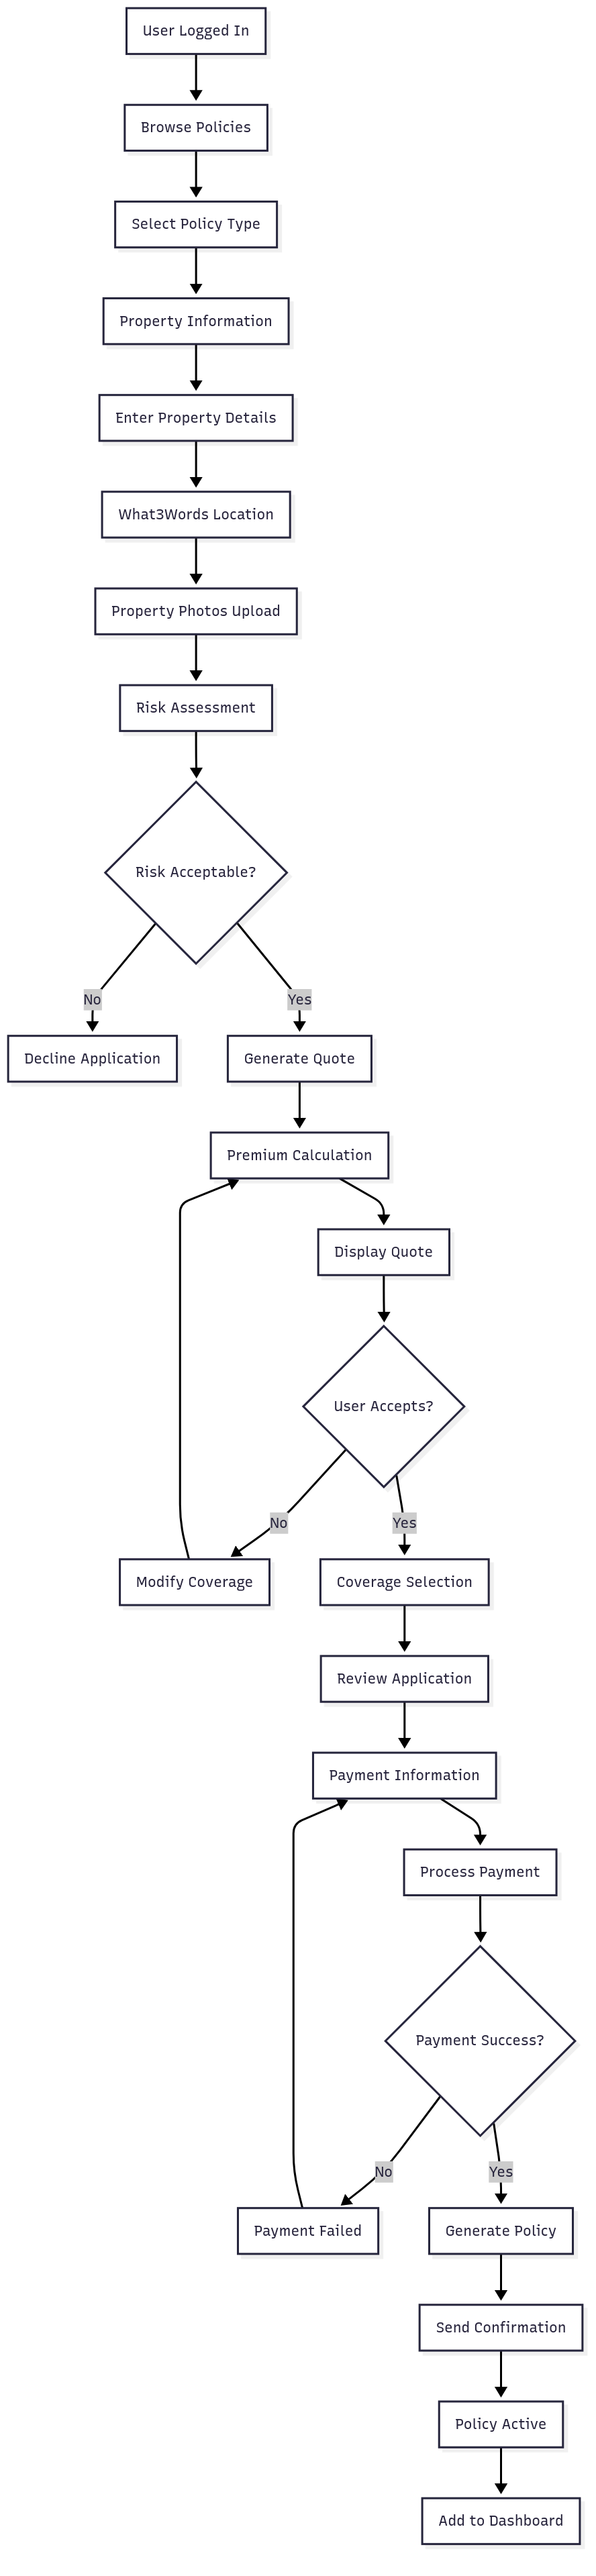 User Logged In
Browse Policies
Select Policy Type
Property Information
Enter Property Details
What3Words Location
Property Photos Upload
Risk Assessment
Risk Acceptable?
No
Yes
Decline Application
Generate Quote
Premium Calculation
Display Quote
User Accepts?
No
Yes
Modify Coverage
Coverage Selection
Review Application
Payment Information
Process Payment
Payment Success?
No
Yes
Payment Failed
Generate Policy
Send Confirmation
Policy Active
Add to Dashboard